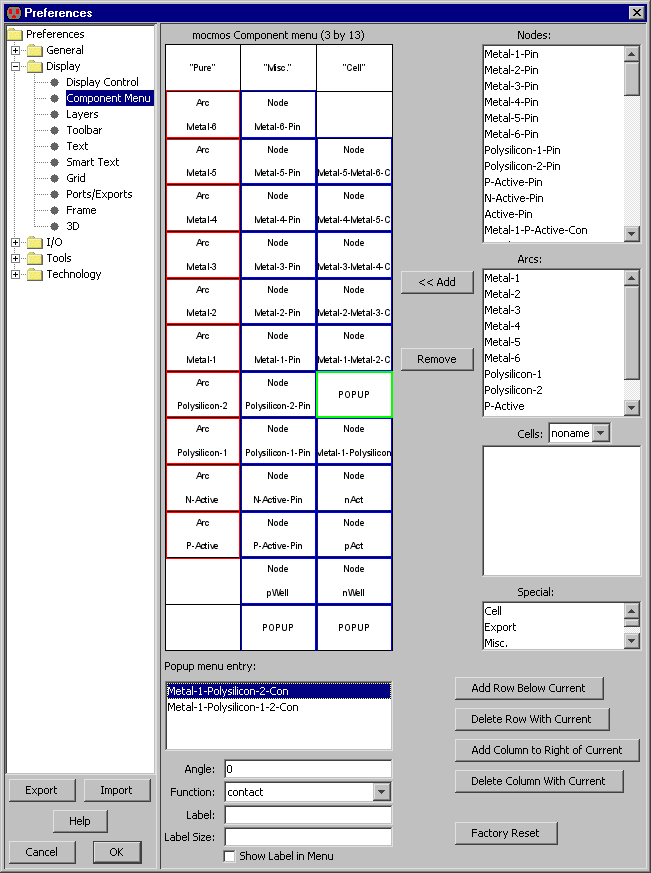 Preferences
Preferences
General
Display
Display Control
Component Menu
Layers
Toolbar
Text
Smart Text
Grid
Ports/Exports
Frame
3D
I/O
Tools
Technology
Export Import
Help
Cancel OK
mocmos Component menu (3 by 13)
"Pure" "Misc." "Cell"
Arc Node
Metal-6 Metal-6-Pin
Arc Node Node
Metal-5 Metal-5-Pin Metal-5-Metal-6-C
Arc Node Node
Metal-4 Metal-4-Pin Metal-4-Metal-5-C
Arc Node Node
Metal-3 Metal-3-Pin Metal-3-Metal-4-C
Arc Node Node
Metal-2 Metal-2-Pin Metal-2-Metal-3-C
Arc Node Node
Metal-1 Metal-1-Pin Metal-1-Metal-2-C
Arc Node POPUP
Polysilicon-2 Polysilicon-2-Pin
Arc Node Node
Polysilicon-1 Polysilicon-1-Pin Metal-1-Polysilicon
Arc Node Node
N-Active N-Active-Pin nAct
Arc Node Node
P-Active P-Active-Pin pAct
Node Node
pWell nWell
POPUP POPUP
Popup menu entry:
Metal-1-Polysilicon-2-Con
Metal-1-Polysilicon-1-2-Con
Angle: 0
Function: contact
Label:
Label Size:
Show Label in Menu
<< Add
Remove
Nodes:
Metal-1-Pin
Metal-2-Pin
Metal-3-Pin
Metal-4-Pin
Metal-5-Pin
Metal-6-Pin
Polysilicon-1-Pin
Polysilicon-2-Pin
P-Active-Pin
N-Active-Pin
Active-Pin
Metal-1-P-Active-Con
Arcs:
Metal-1
Metal-2
Metal-3
Metal-4
Metal-5
Metal-6
Polysilicon-1
Polysilicon-2
P-Active
Cells: noname
Special:
Cell
Export
Misc.
Add Row Below Current
Delete Row With Current
Add Column to Right of Current
Delete Column With Current
Factory Reset